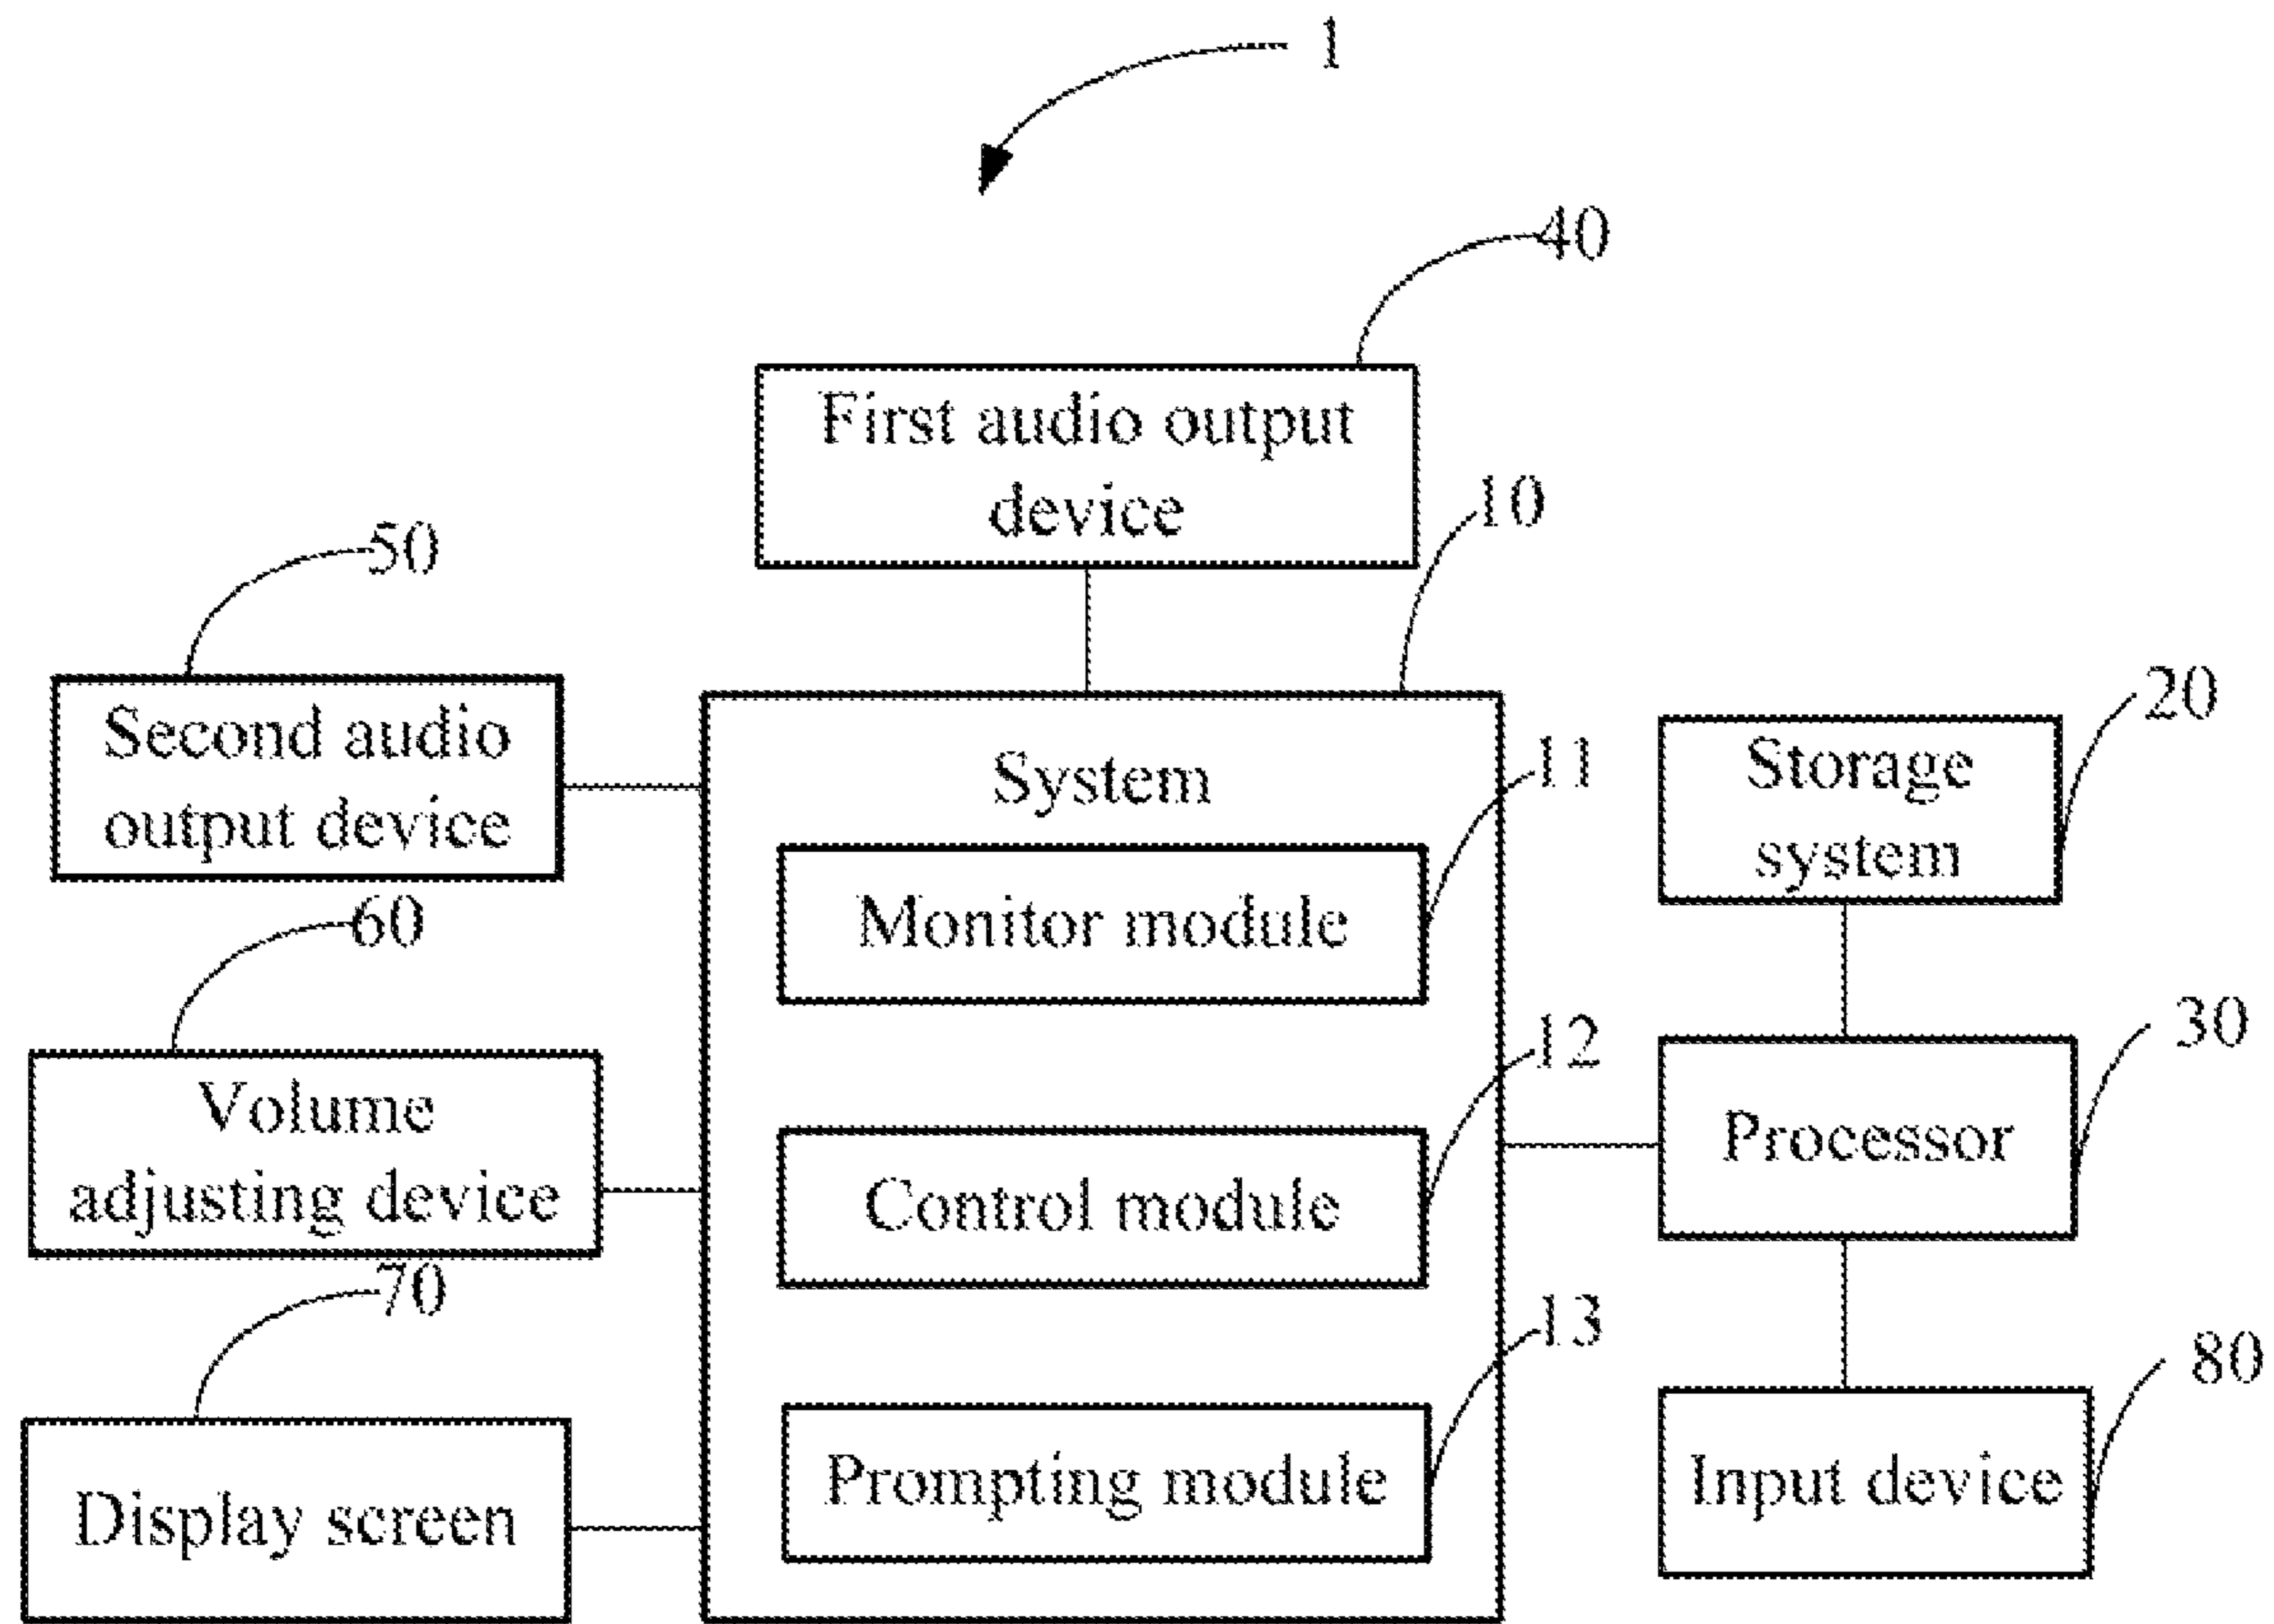 1
40
First audio output
device
10
50
Second audio
output device
System
11
20
Storage
system
Monitor module
60
Volume
adjusting device
12
30
Processor
Control module
70
Display screen
13
80
Prompting module
Input device